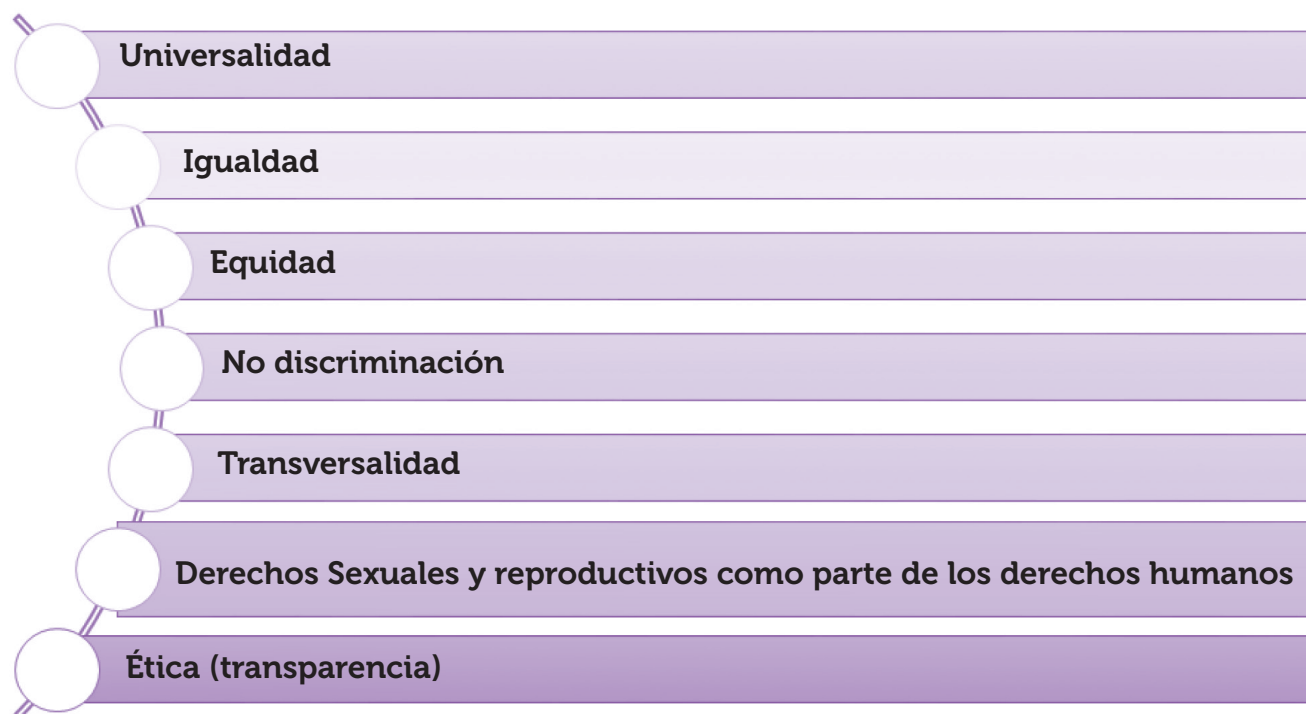 Universalidad
Igualdad
Equidad
No discriminación
Transversalidad
Derechos Sexuales y reproductivos como parte de los derechos humanos
Ética (transparencia)